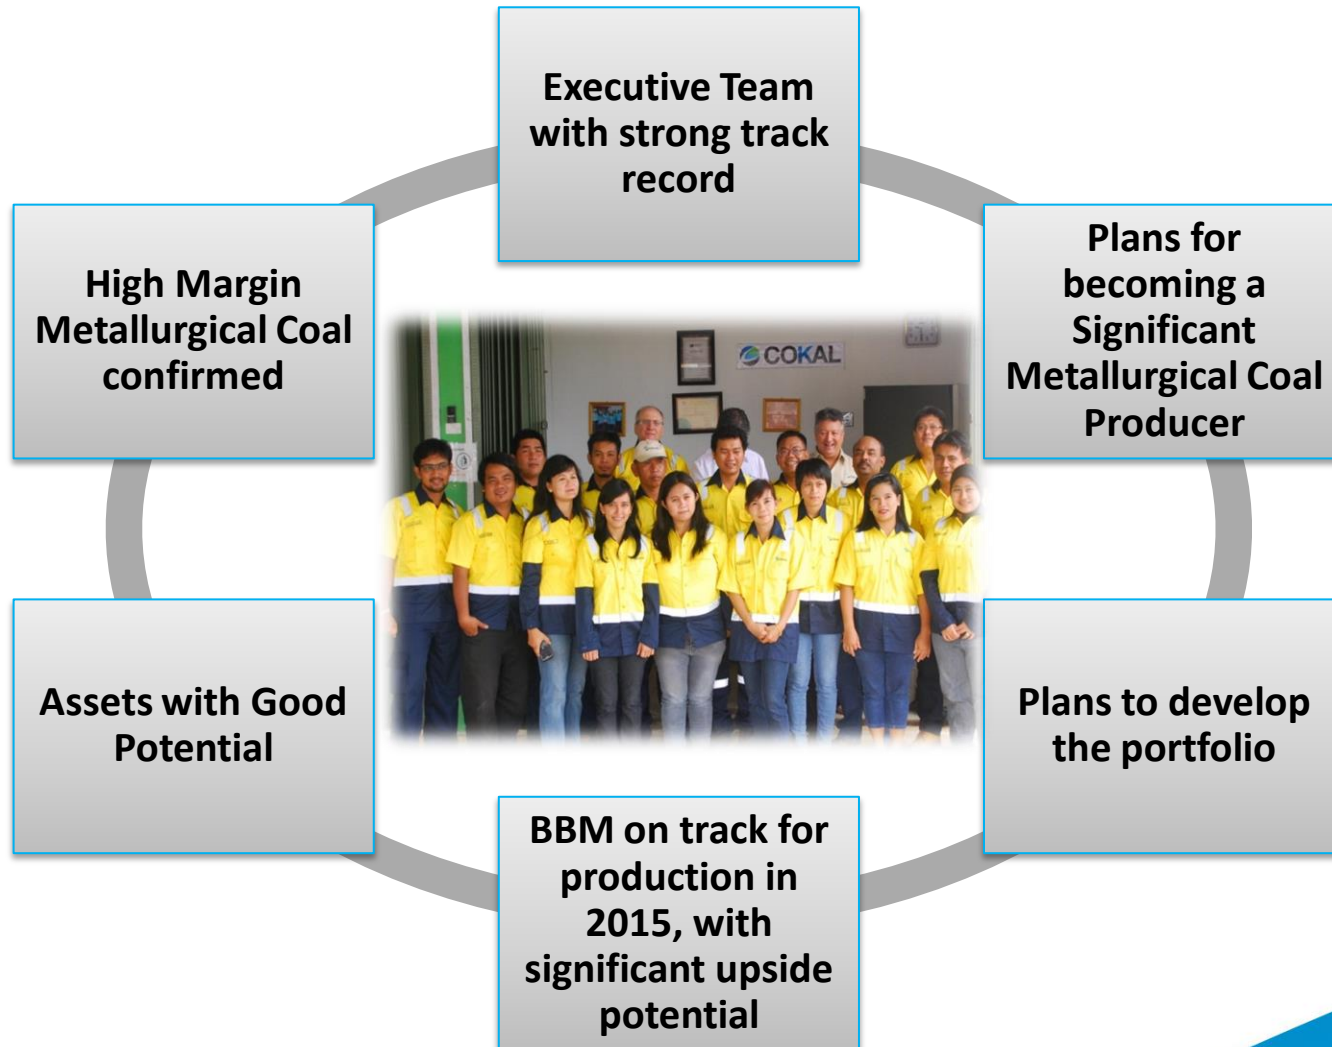 Executive Team
with strong track
record
Plans for
becoming a
Significant
Metallurgical Coal
Producer
Plans to develop
the portfolio
BBM on track for
production in
2015, with
significant upside
potential
Assets with Good
Potential
High Margin
Metallurgical Coal
confirmed
COKAL